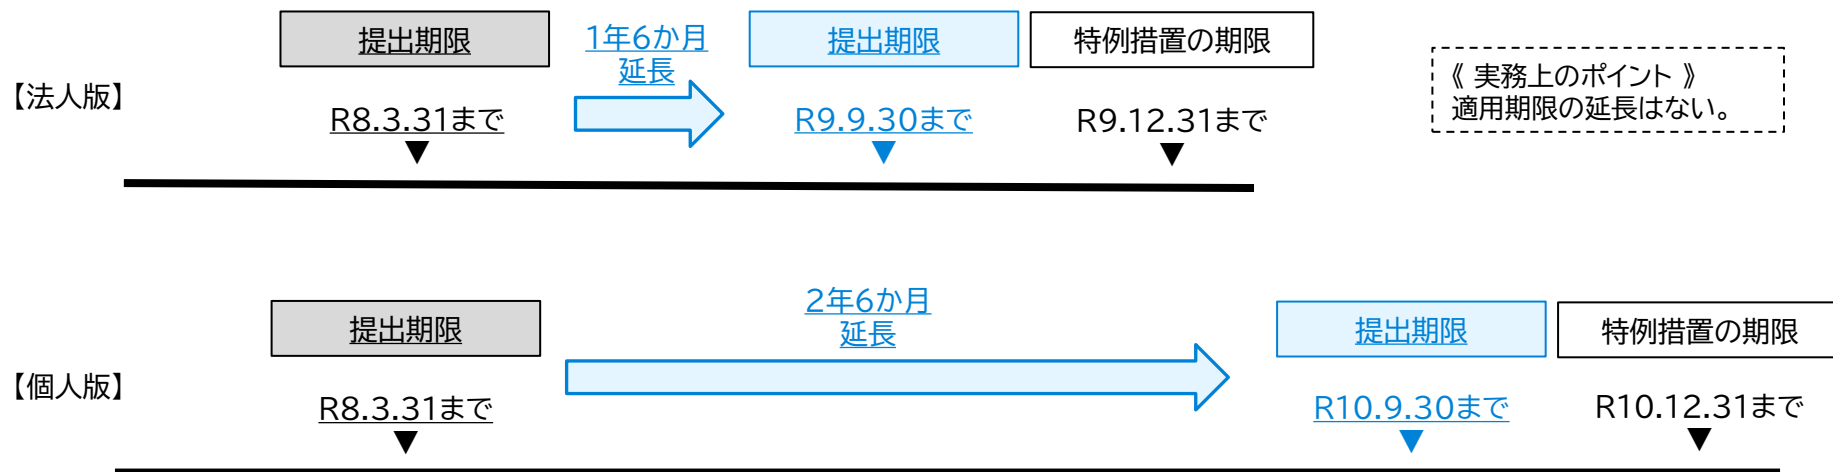 【法人版】
提出期限
1年6か月
延長
提出期限
特例措置の期限
R8.3.31まで
R9.9.30まで
R9.12.31まで
《 実務上のポイント 》
適用期限の延長はない。
【個人版】
提出期限
2年6か月
延長
提出期限
特例措置の期限
R8.3.31まで
R10.9.30まで
R10.12.31まで